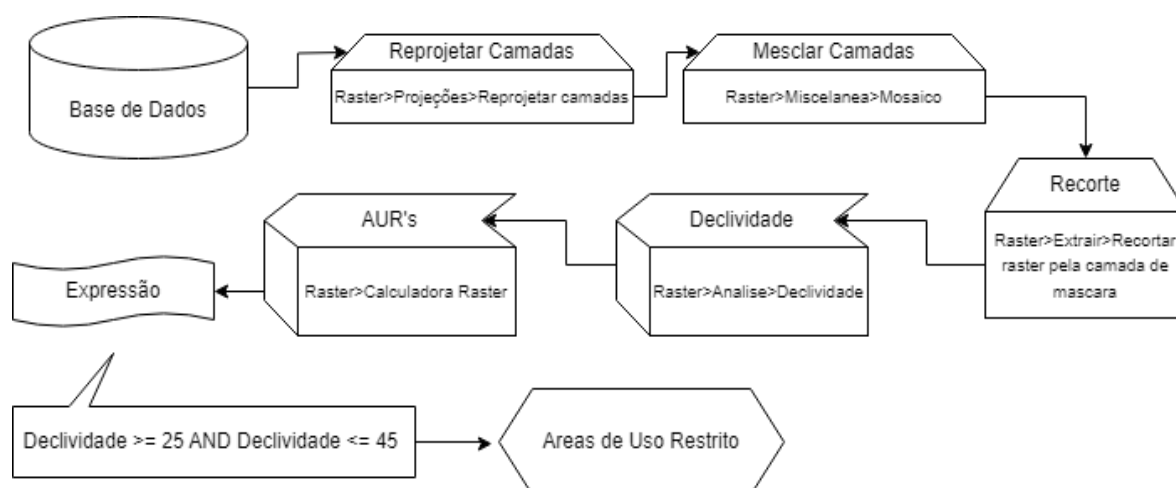 Base de Dados
Reprojetar Camadas
Raster>Projeções>Reprojetar camadas
Mesclar Camadas
Raster>Miscelanea>Mosaico
Recorte
Raster>Extrair>Recortar
raster pela camada de
mascara
Declividade
Raster>Analise>Declividade
AUR's
Raster>Calculadora Raster
Expressão
Declividade >= 25 AND Declividade <= 45
Areas de Uso Restrito